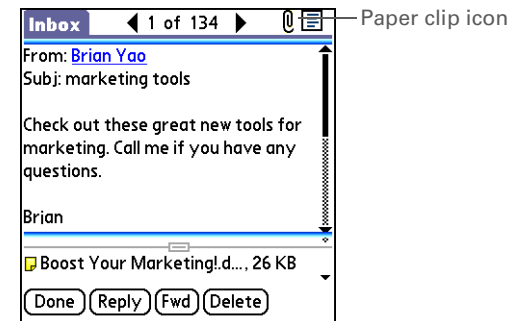 Inbox 1 of 134 Paper clip icon
From: Brian Yao
Subj: marketing tools
Check out these great new tools for
marketing. Call me if you have any
questions.
Brian
Boost Your Marketing!.d..., 26 KB
Done Reply Fwd Delete